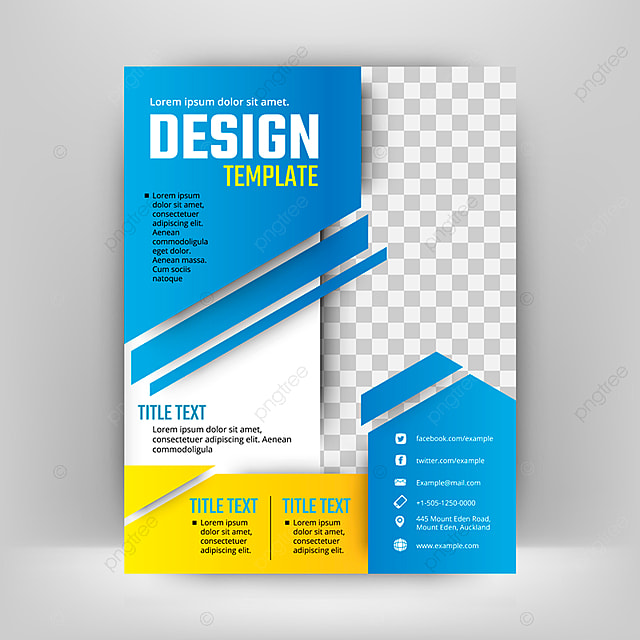 Lorem ipsum dolor sit amet.
DESIGN
TEMPLATE
Lorem ipsum
dolor sit amet,
consectetuer
adipiscing elit.
Aenean
commodoligula
eget dolor.
Aenean massa.
Cum sociis
natoque
TITLE TEXT
Lorem ipsum dolor sit amet,
consectetuer adipiscing elit. Aenean
commodoligula
TITLE TEXT
Lorem ipsum
dolor sit amet,
consectetuer
adipiscing elit.
TITLE TEXT
Lorem ipsum
dolor sit amet,
consectetuer
adipiscing elit.
facebook.com/example
twitter.com/example
Example@mail.com
+1-505-1250-0000
445 Mount Eden Road,
Mount Eden, Auckland
www.example.com
pngtree